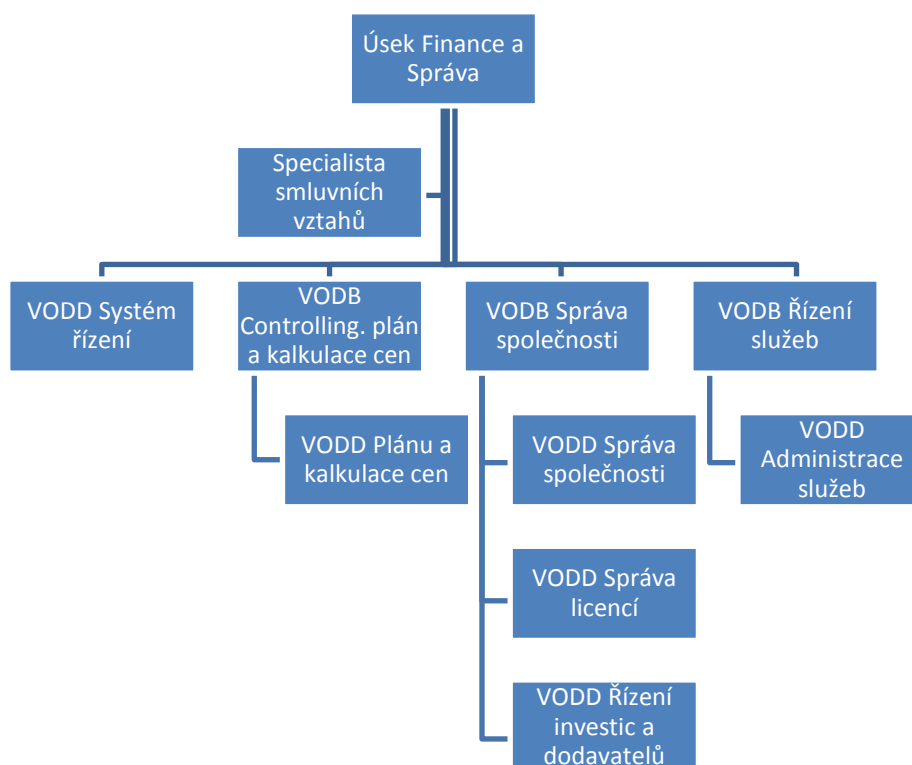 Úsek Finance a
Správa
Specialista
smluvních
vztahů
VODD Systém
řízení
VODB
Controlling. plán
a kalkulace cen
VODB Správa
společnosti
VODB Řízení
služeb
VODD Plánu a
kalkulace cen
VODD Správa
společnosti
VODD
Administrace
služeb
VODD Správa
licencí
VODD Řízení
investic a
dodavatelů